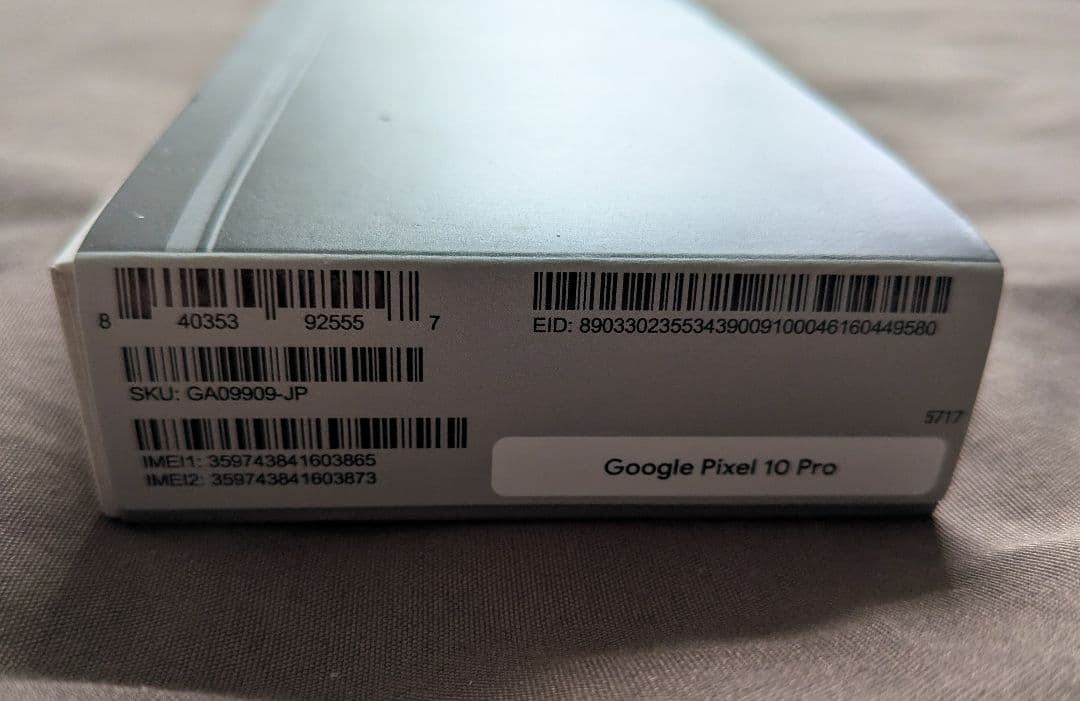 8 40353 92555 7
SKU: GA09909-JP
IMEI1: 359743841603865
IMEI2: 359743841603873
EID: 89033023553439009100046160449580
5717
Google Pixel 10 Pro